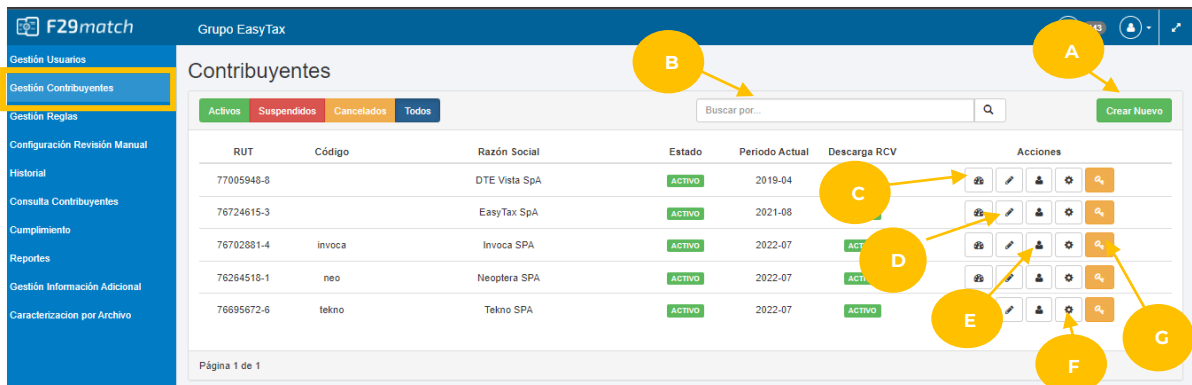 F29match
Grupo EasyTax
A
B
Gestión Usuarios
Gestión Contribuyentes
Gestión Reglas
Configuración Revisión Manual
Historial
Consulta Contribuyentes
Cumplimiento
Reportes
Gestión Información Adicional
Caracterizacion por Archivo
Contribuyentes
Activos Suspendidos Cancelados Todos Buscar por... Crear Nuevo
RUT Código Razón Social Estado Periodo Actual Descarga RCV Acciones
77005948-8 DTE Vista SpA ACTIVO 2019-04
C
76724615-3 EasyTax SpA ACTIVO 2021-08
76702881-4 invoca Invoca SPA ACTIVO 2022-07
D
76264518-1 neo Neoptera SPA ACTIVO 2022-07
76695672-6 tekno Tekno SPA ACTIVO 2022-07 ACTIVO
E
G
F
Página 1 de 1